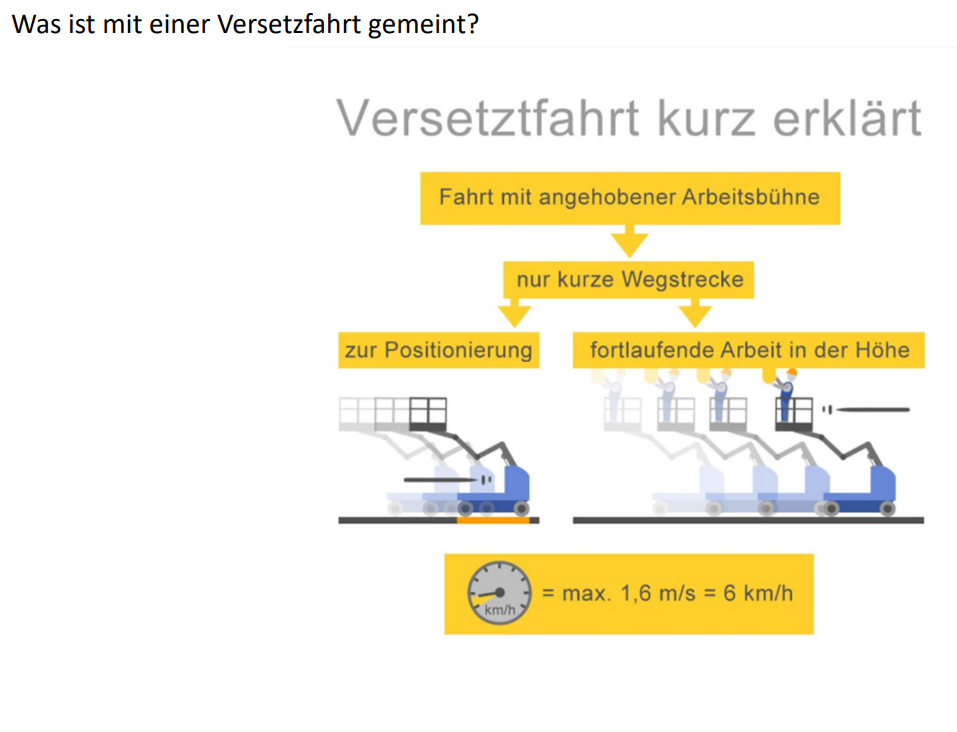 Was ist mit einer Versetzfahrt gemeint?
Versetztfahrt kurz erklärt
Fahrt mit angehobener Arbeitsbühne
nur kurze Wegstrecke
zur Positionierung
fortlaufende Arbeit in der Höhe
km/h
= max. 1,6 m/s = 6 km/h